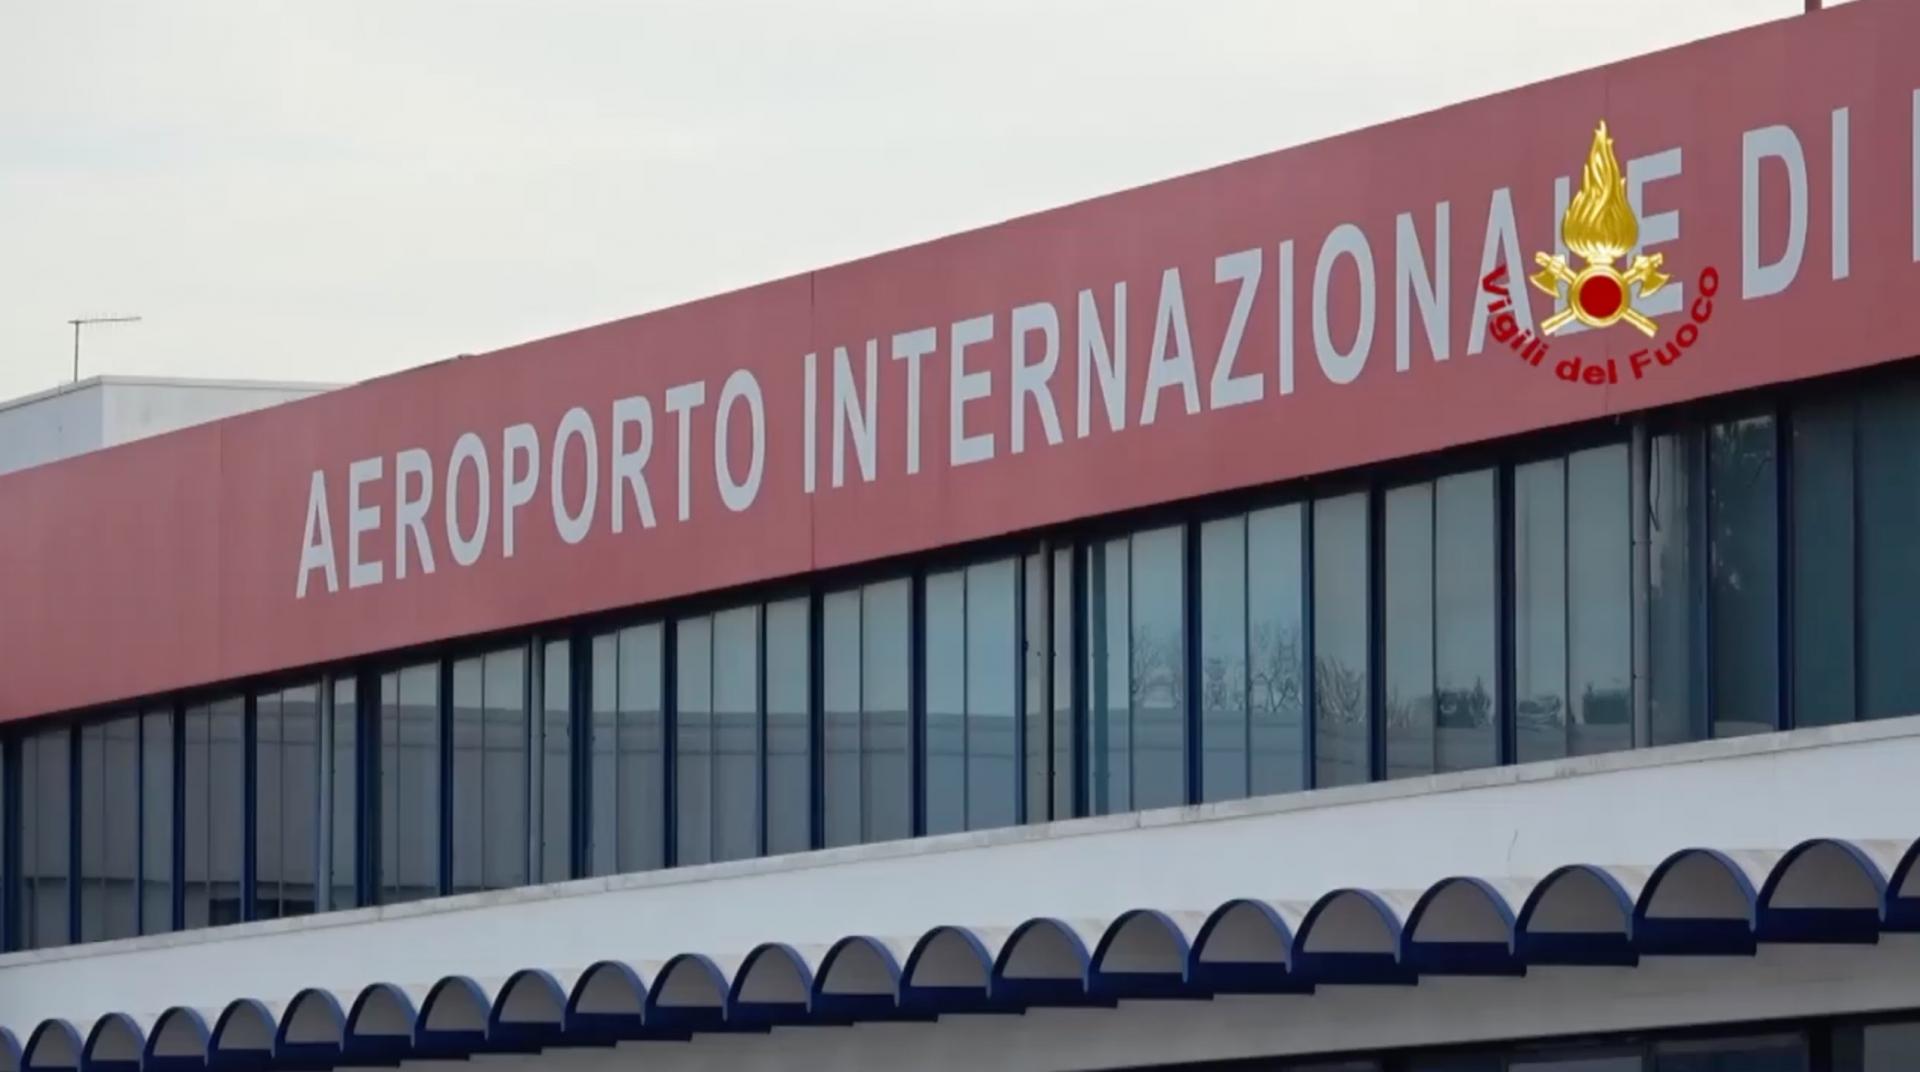 AEROPORTO INTERNAZIONALE DI
Vigili del Fuoco